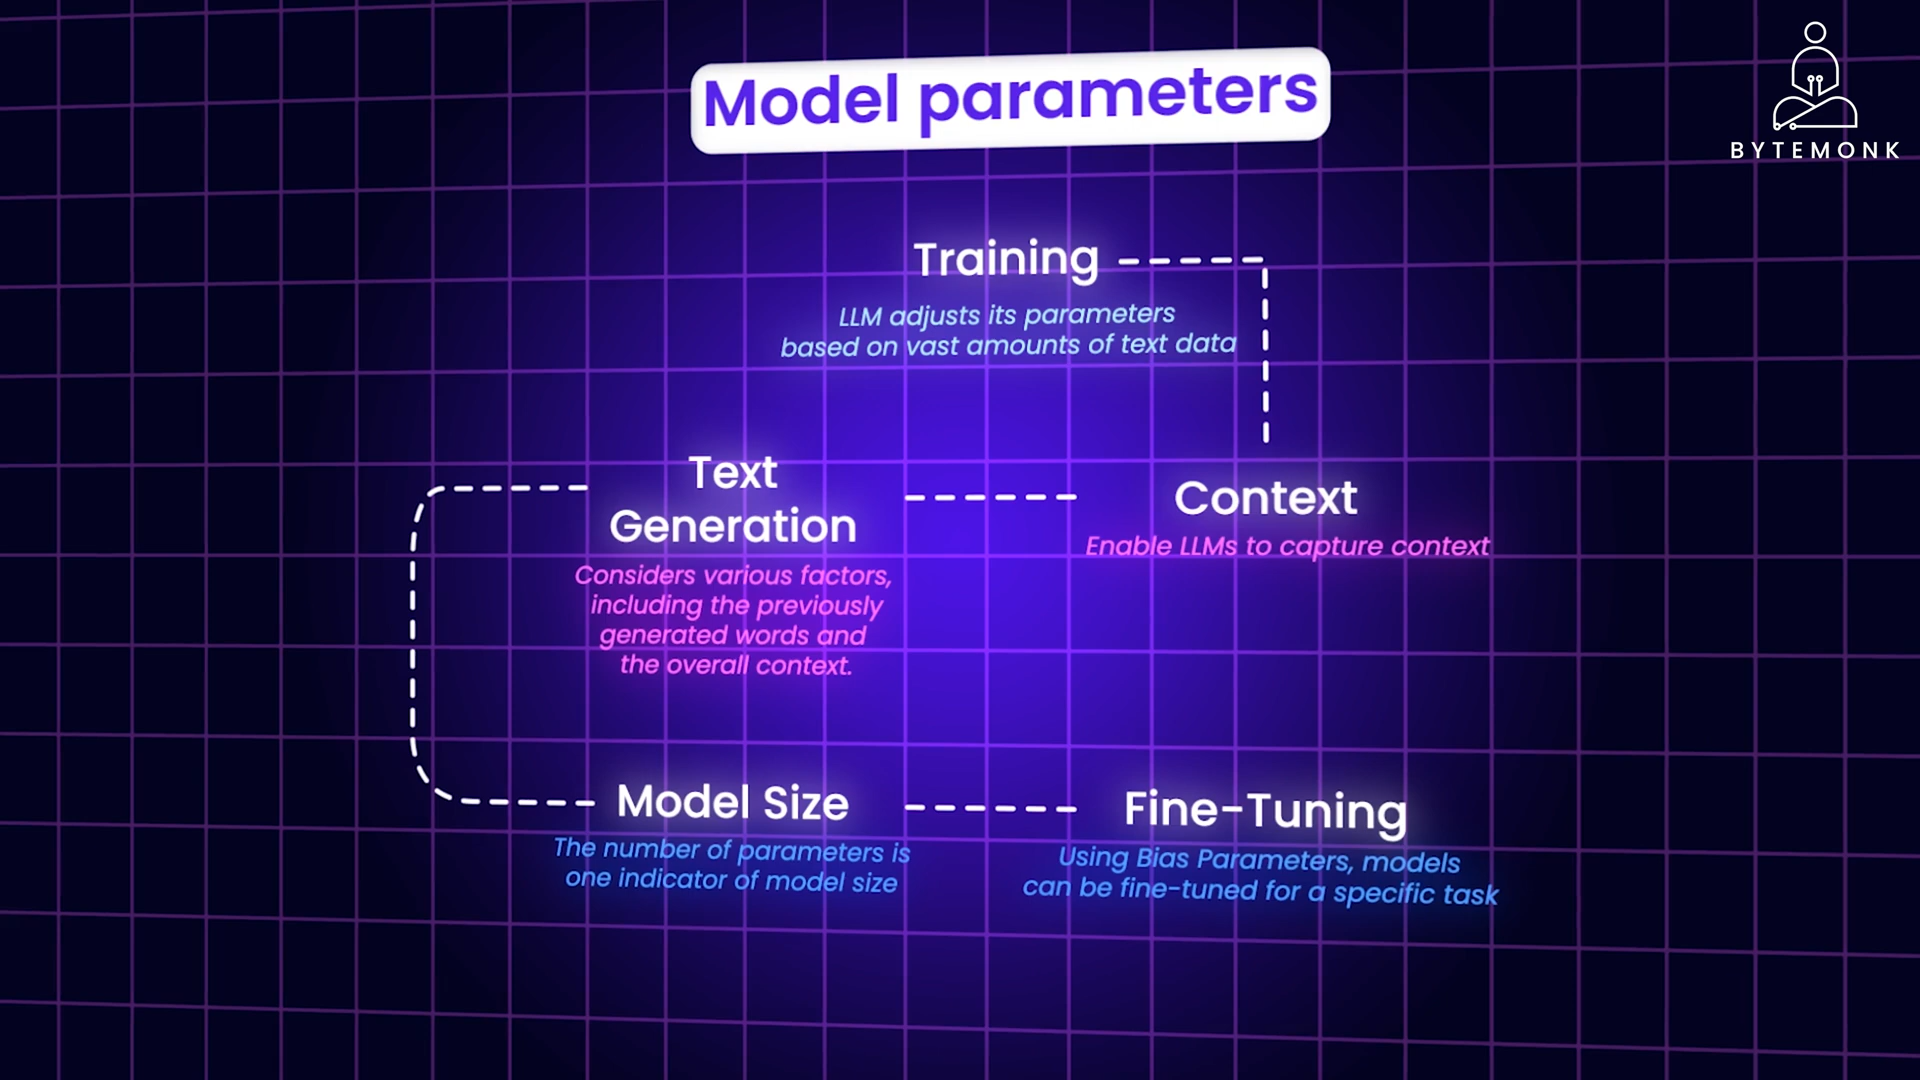 Model parameters
BYTEMONK
Training
LLM adjusts its parameters
based on vast amounts of text data
Text
Generation
Considers various factors,
including the previously
generated words and
the overall context.
Context
Enable LLMs to capture context
Model Size
The number of parameters is
one indicator of model size
Fine-Tuning
Using Bias Parameters, models
can be fine-tuned for a specific task